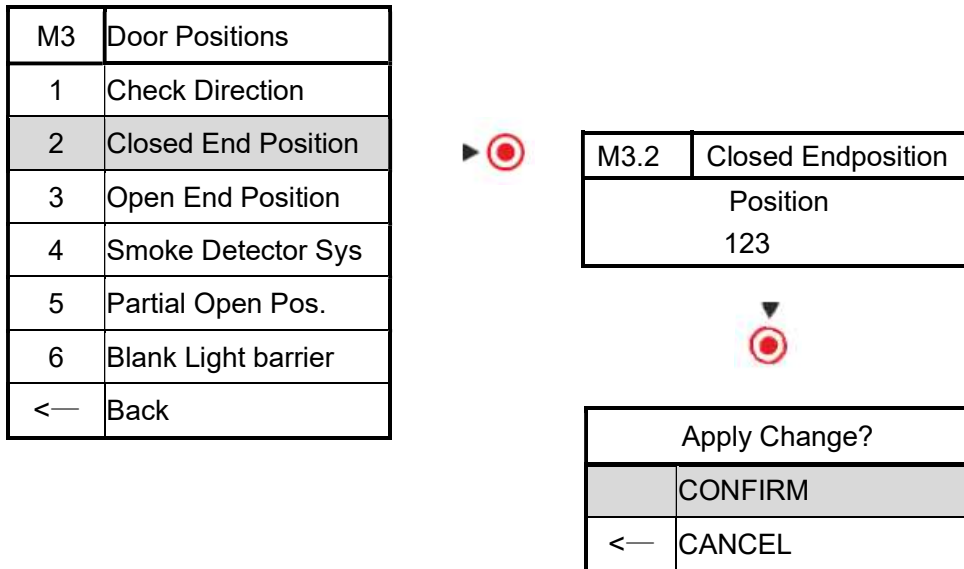 M3 Door Positions
1 Check Direction
2 Closed End Position
3 Open End Position
4 Smoke Detector Sys
5 Partial Open Pos.
6 Blank Light barrier
<— Back
M3.2 Closed Endposition
Position
123
Apply Change?
CONFIRM
<— CANCEL